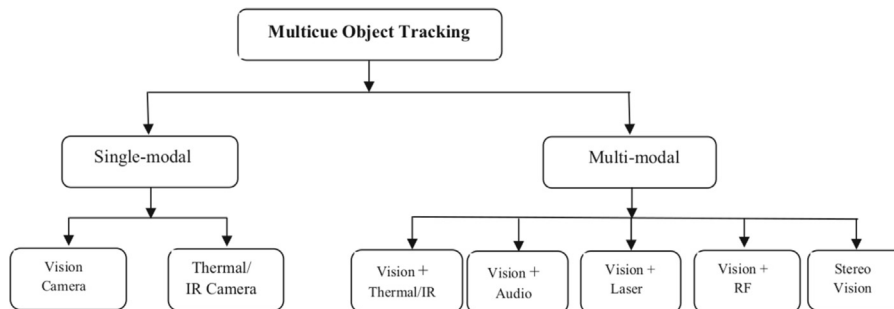 Multicue Object Tracking
Single-modal
Multi-modal
Vision
Camera
Thermal/
IR Camera
Vision +
Thermal/IR
Vision +
Audio
Vision +
Laser
Vision +
RF
Stereo
Vision